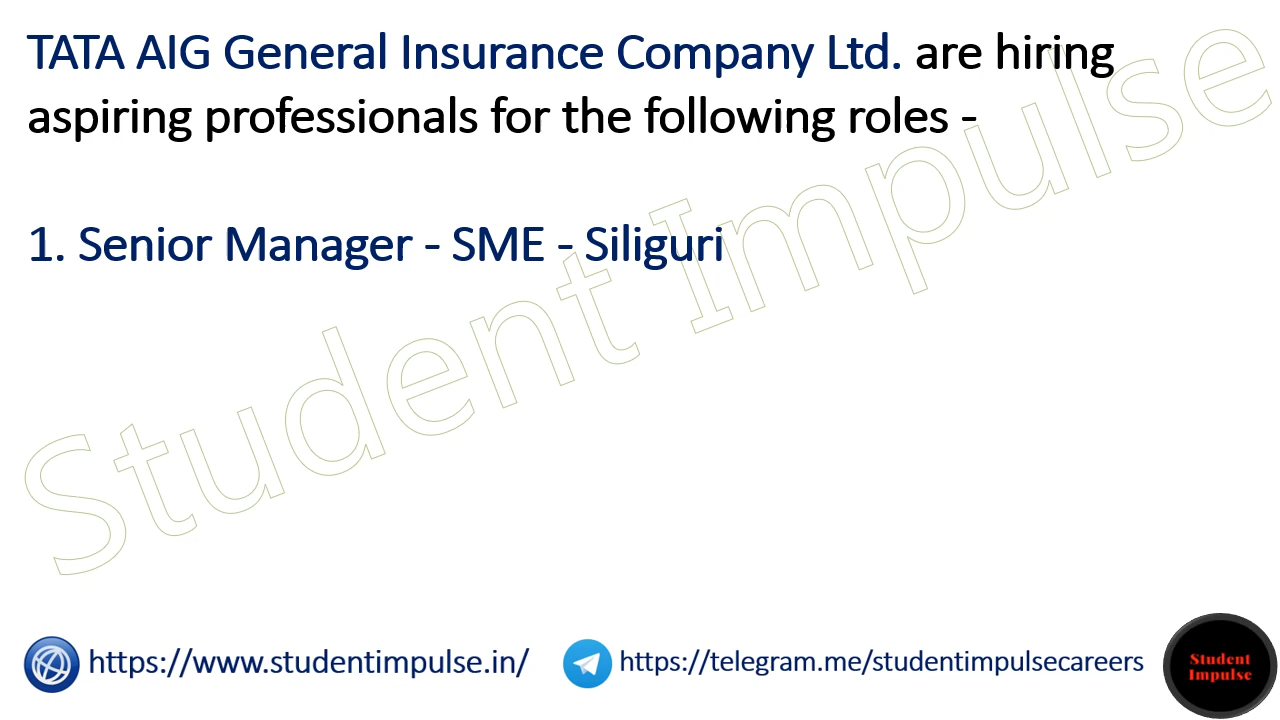 TATA AIG General Insurance Company Ltd. are hiring
aspiring professionals for the following roles -
1. Senior Manager - SME - Siliguri
Student Impulse
https://www.studentimpulse.in/
https://telegram.me/studentimpulsecareers
Student
Impulse